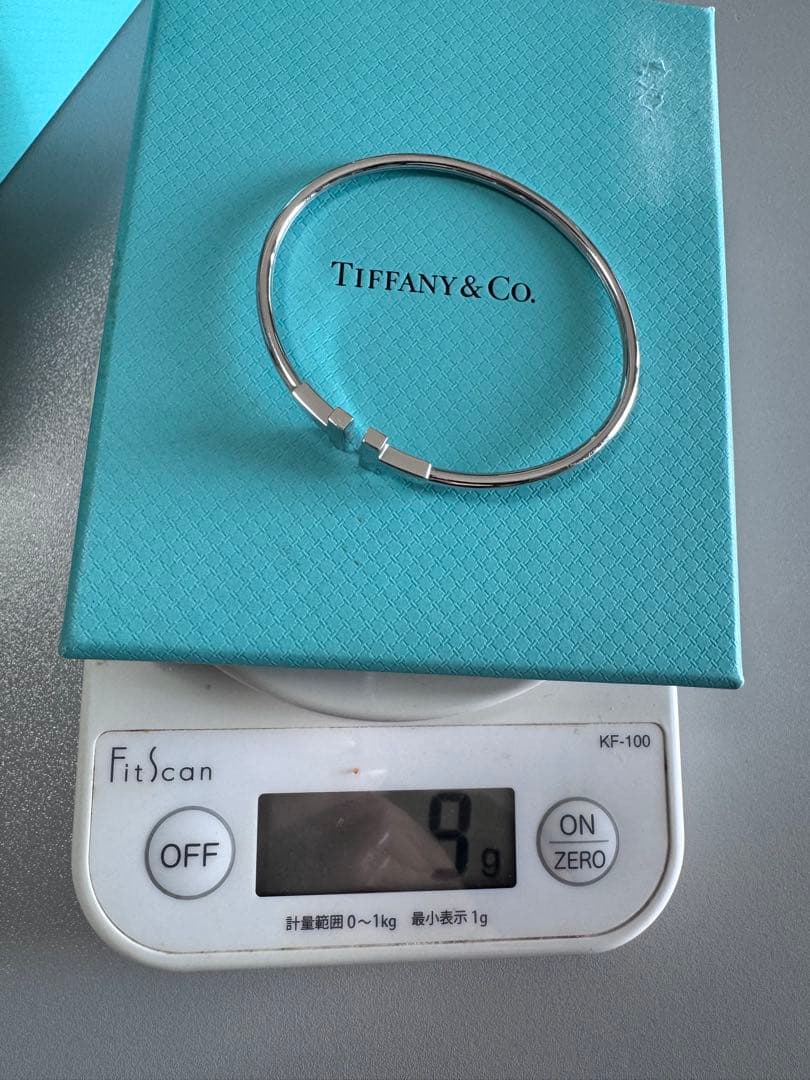 TIFFANY & CO.
FitScan
KF-100
OFF
9g
ON
ZERO
計量範囲 0～1kg 最小表示 1g